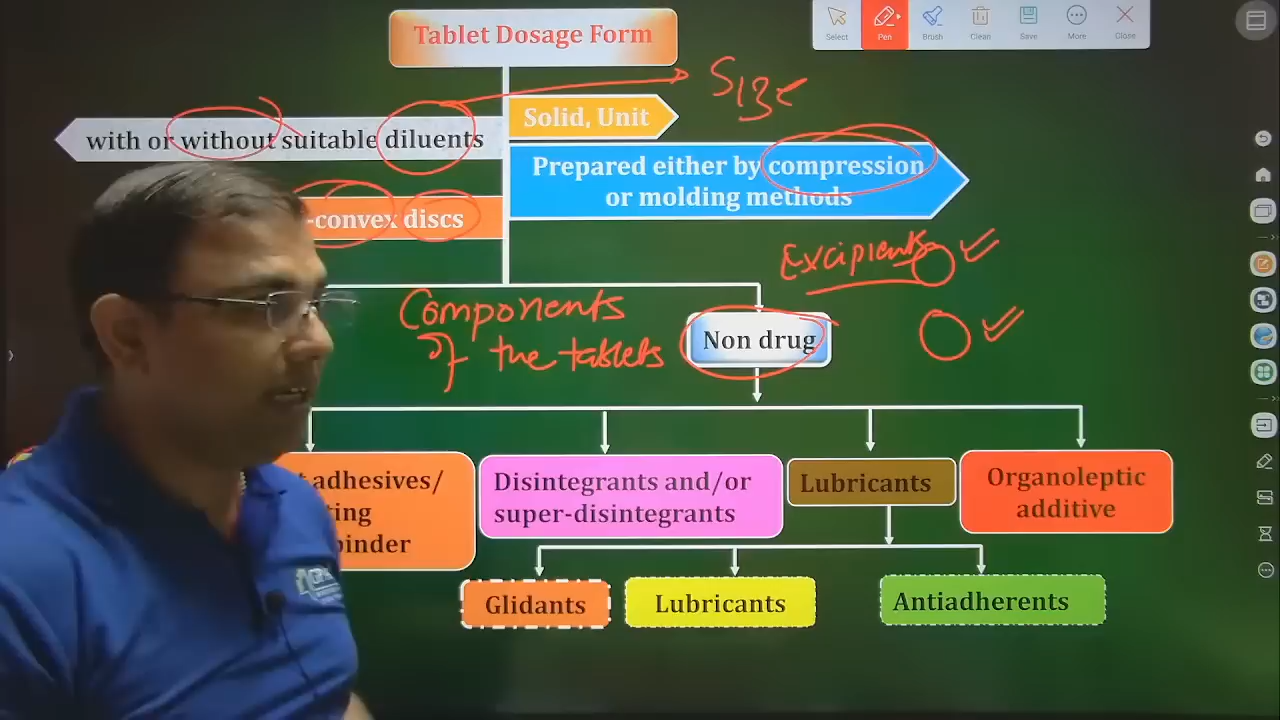 Tablet Dosage Form
Select
Pen
Brush
Clean
Save
More
Close
Size
with or without suitable diluents
Solid, Unit
Prepared either by compression
or molding methods
-convex discs
Excipients
Components
of the tablets
Non drug
adhesives/
binder
Disintegrants and/or
super-disintegrants
Lubricants
Organoleptic
additive
Glidants
Lubricants
Antiadherents